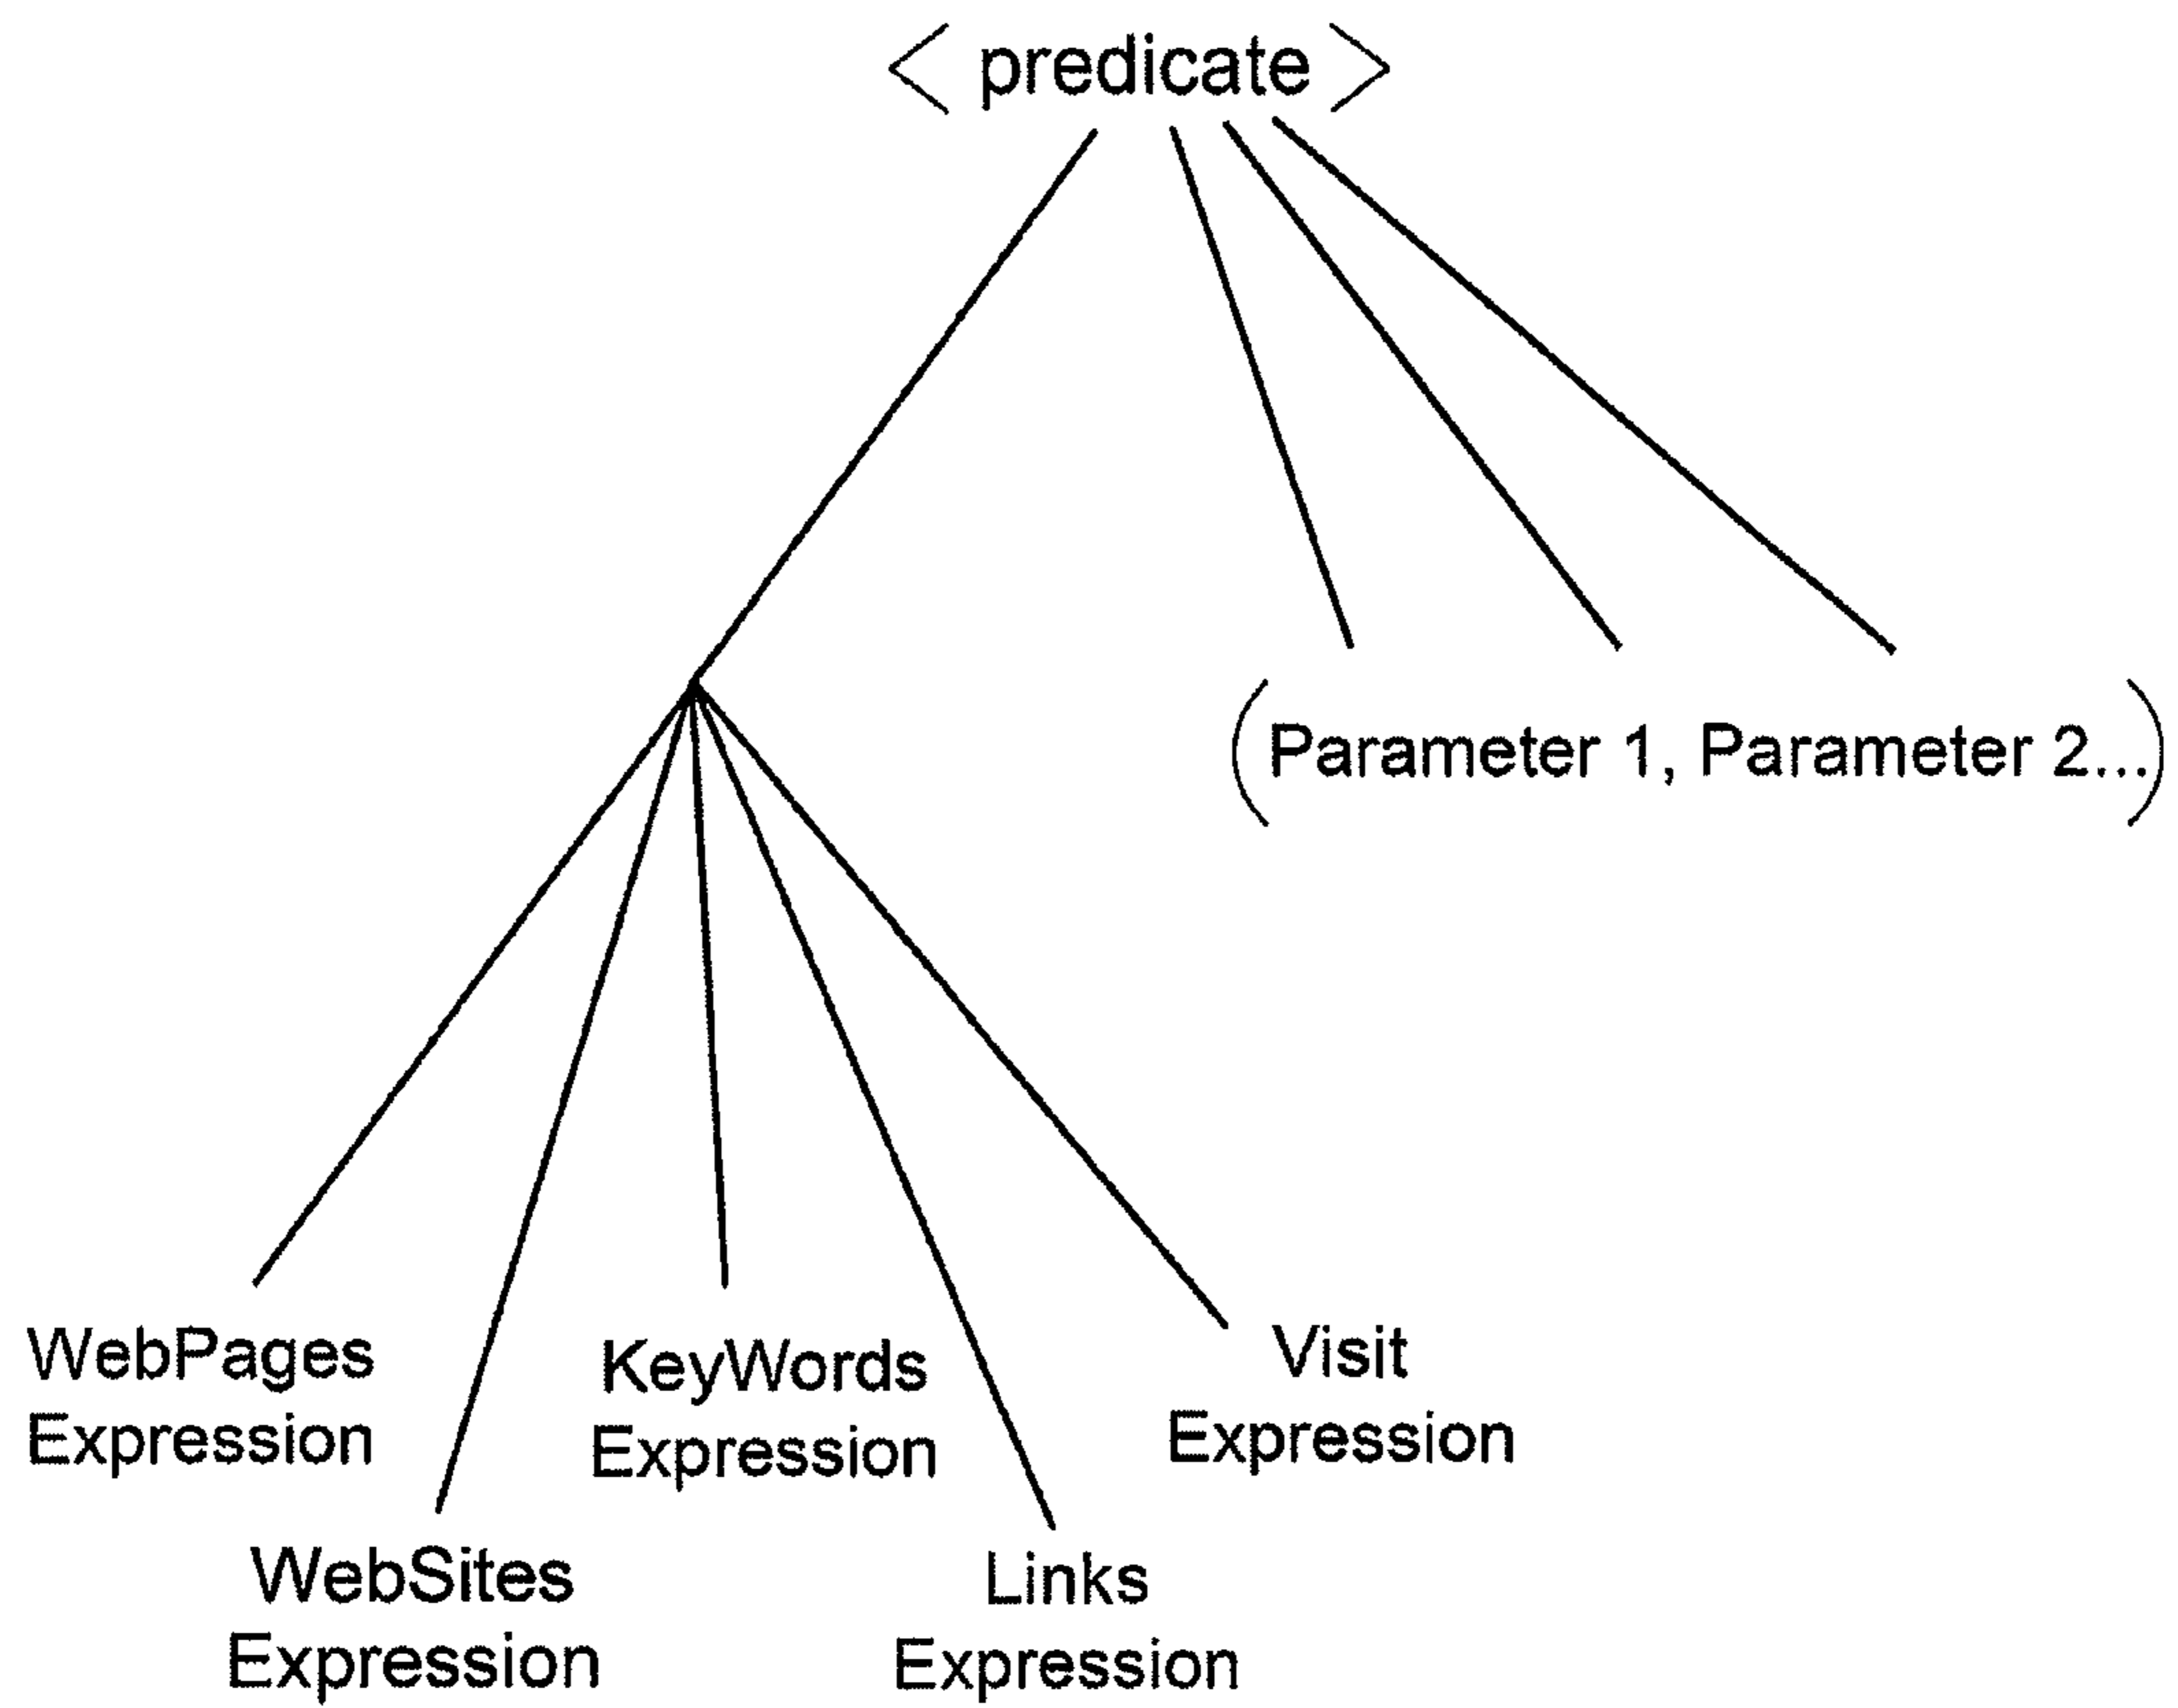 < predicate >
(Parameter 1, Parameter 2...)
WebPages
Expression
KeyWords
Expression
Visit
Expression
WebSites
Expression
Links
Expression